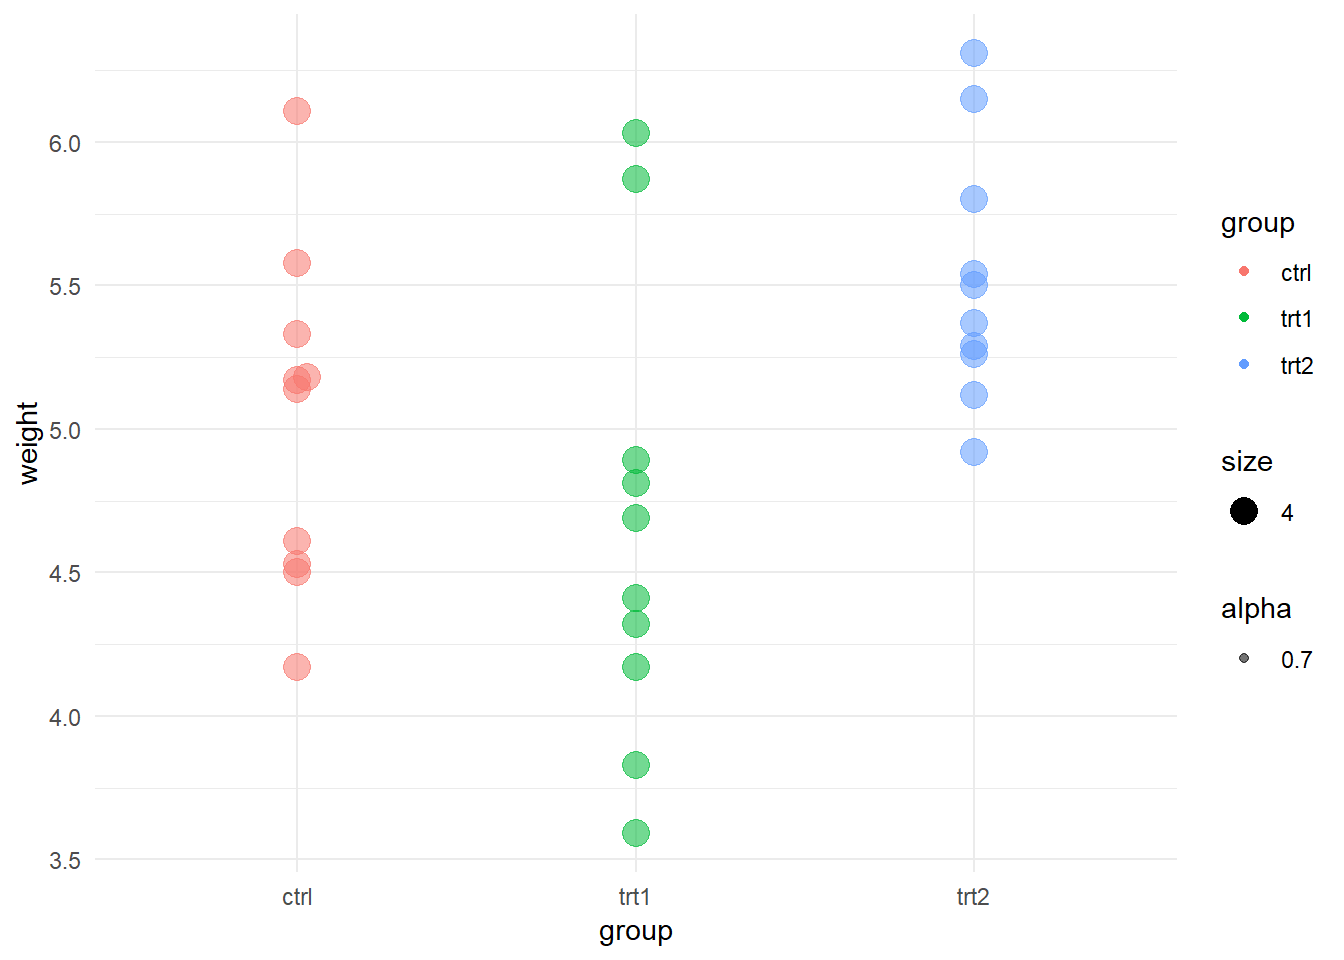 weight
6.0
5.5
5.0
4.5
4.0
3.5
ctrl trt1 trt2
group
group
ctrl
trt1
trt2
size
4
alpha
0.7